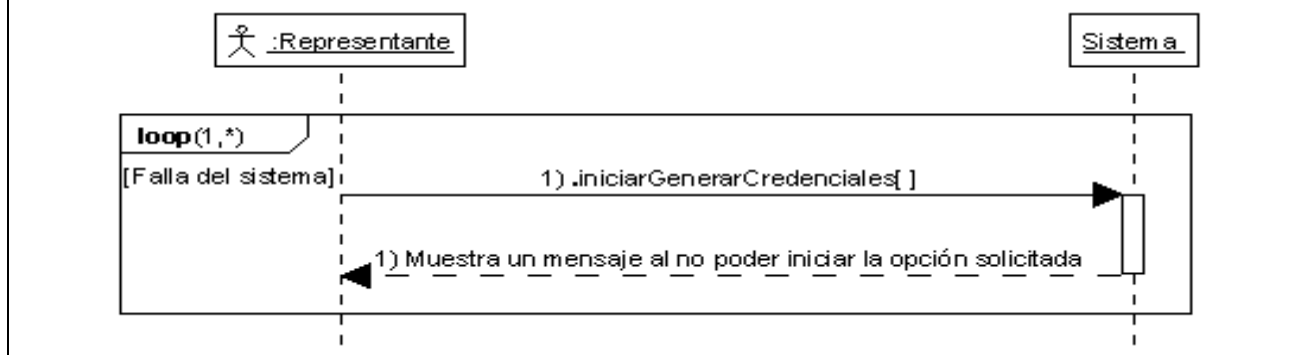 :Representante
Sistema
loop(1,*)
[Falla del sistema]
1) .iniciarGenerarCredenciales[ ]
1) Muestra un mensaje al no poder iniciar la opción solicitada